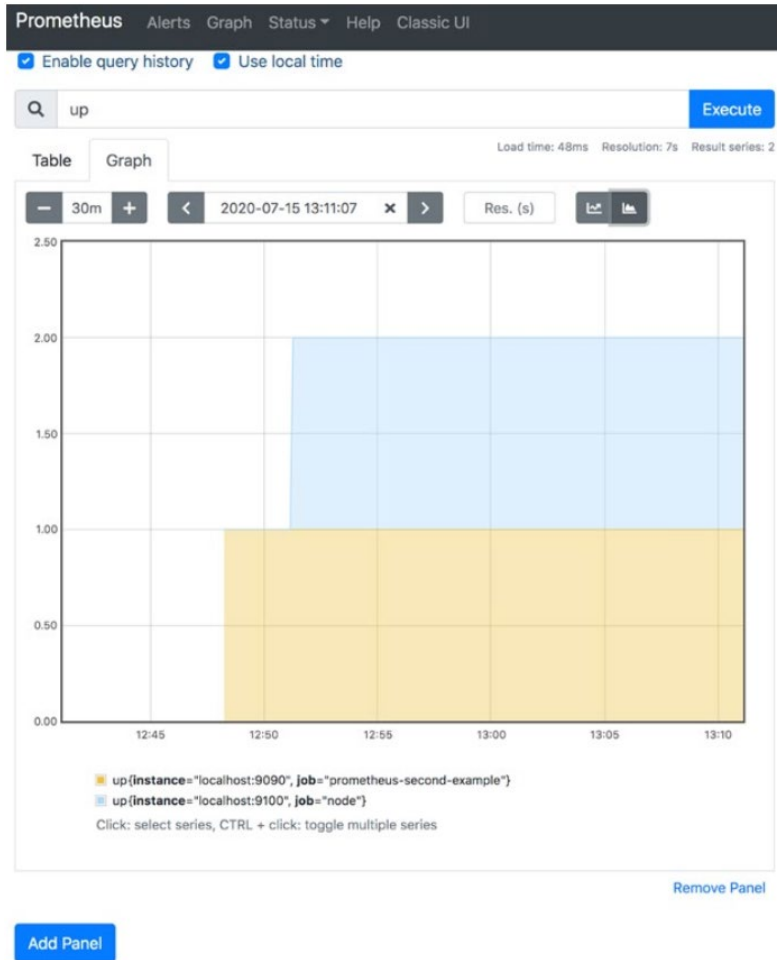 Prometheus Alerts Graph Status Help Classic UI
Enable query history Use local time
up Execute
Load time: 48ms Resolution: 7s Result series: 2
Table Graph
30m 2020-07-15 13:11:07 Res. (s)
2.50
2.00
1.50
1.00
0.50
0.00
12:45 12:50 12:55 13:00 13:05 13:10
up{instance="localhost:9090", job="prometheus-second-example"}
up{instance="localhost:9100", job="node"}
Click: select series, CTRL + click: toggle multiple series
Remove Panel
Add Panel